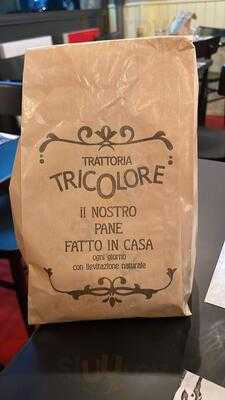 TRATTORIA
TRICOLORE
il NOSTRO
PANE
FATTO IN CASA
ogni giorno
con lievitazione naturale